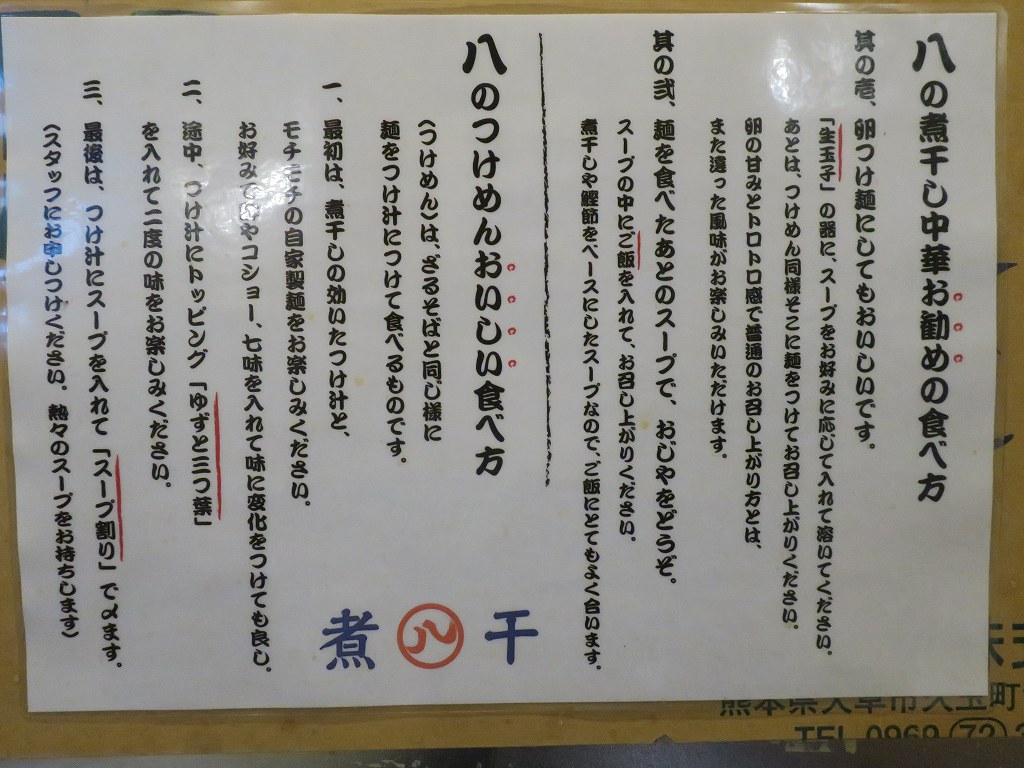 八の煮干し中華お勧めの食べ方
其の壱、卵つけ麺にしてもおいしいです。
「生玉子」の器に、スープをお好みに応じて入れて溶いてください。
あとは、つけめん同様そこに麺をつけてお召し上がりください。
卵の甘みとトロトロ感で普通のお召し上がり方とは、
また違った風味がお楽しみいただけます。
其の弐、麺を食べたあとのスープで、おじやをどうぞ。
スープの中にご飯を入れて、お召し上がりください。
煮干しや鰹節をベースにしたスープなので、ご飯にとてもよく合います。
八のつけめんおいしい食べ方
(つけめん)は、ざるそばと同じ様に
麺をつけ汁につけて食べるものです。
一、最初は、煮干しの効いたつけ汁と、
モチモチの自家製麺をお楽しみください。
お好みで酢やコショー、七味を入れて味に変化をつけても良し。
二、途中、つけ汁にトッピング「ゆずと三つ葉」
を入れて二度の味をお楽しみください。
三、最後は、つけ汁にスープを入れて「スープ割り」で〆ます。
(スタッフにお申しつけください。熱々のスープをお持ちします)
煮八干
熊本県天草市久玉町
TEL 0969 (72)